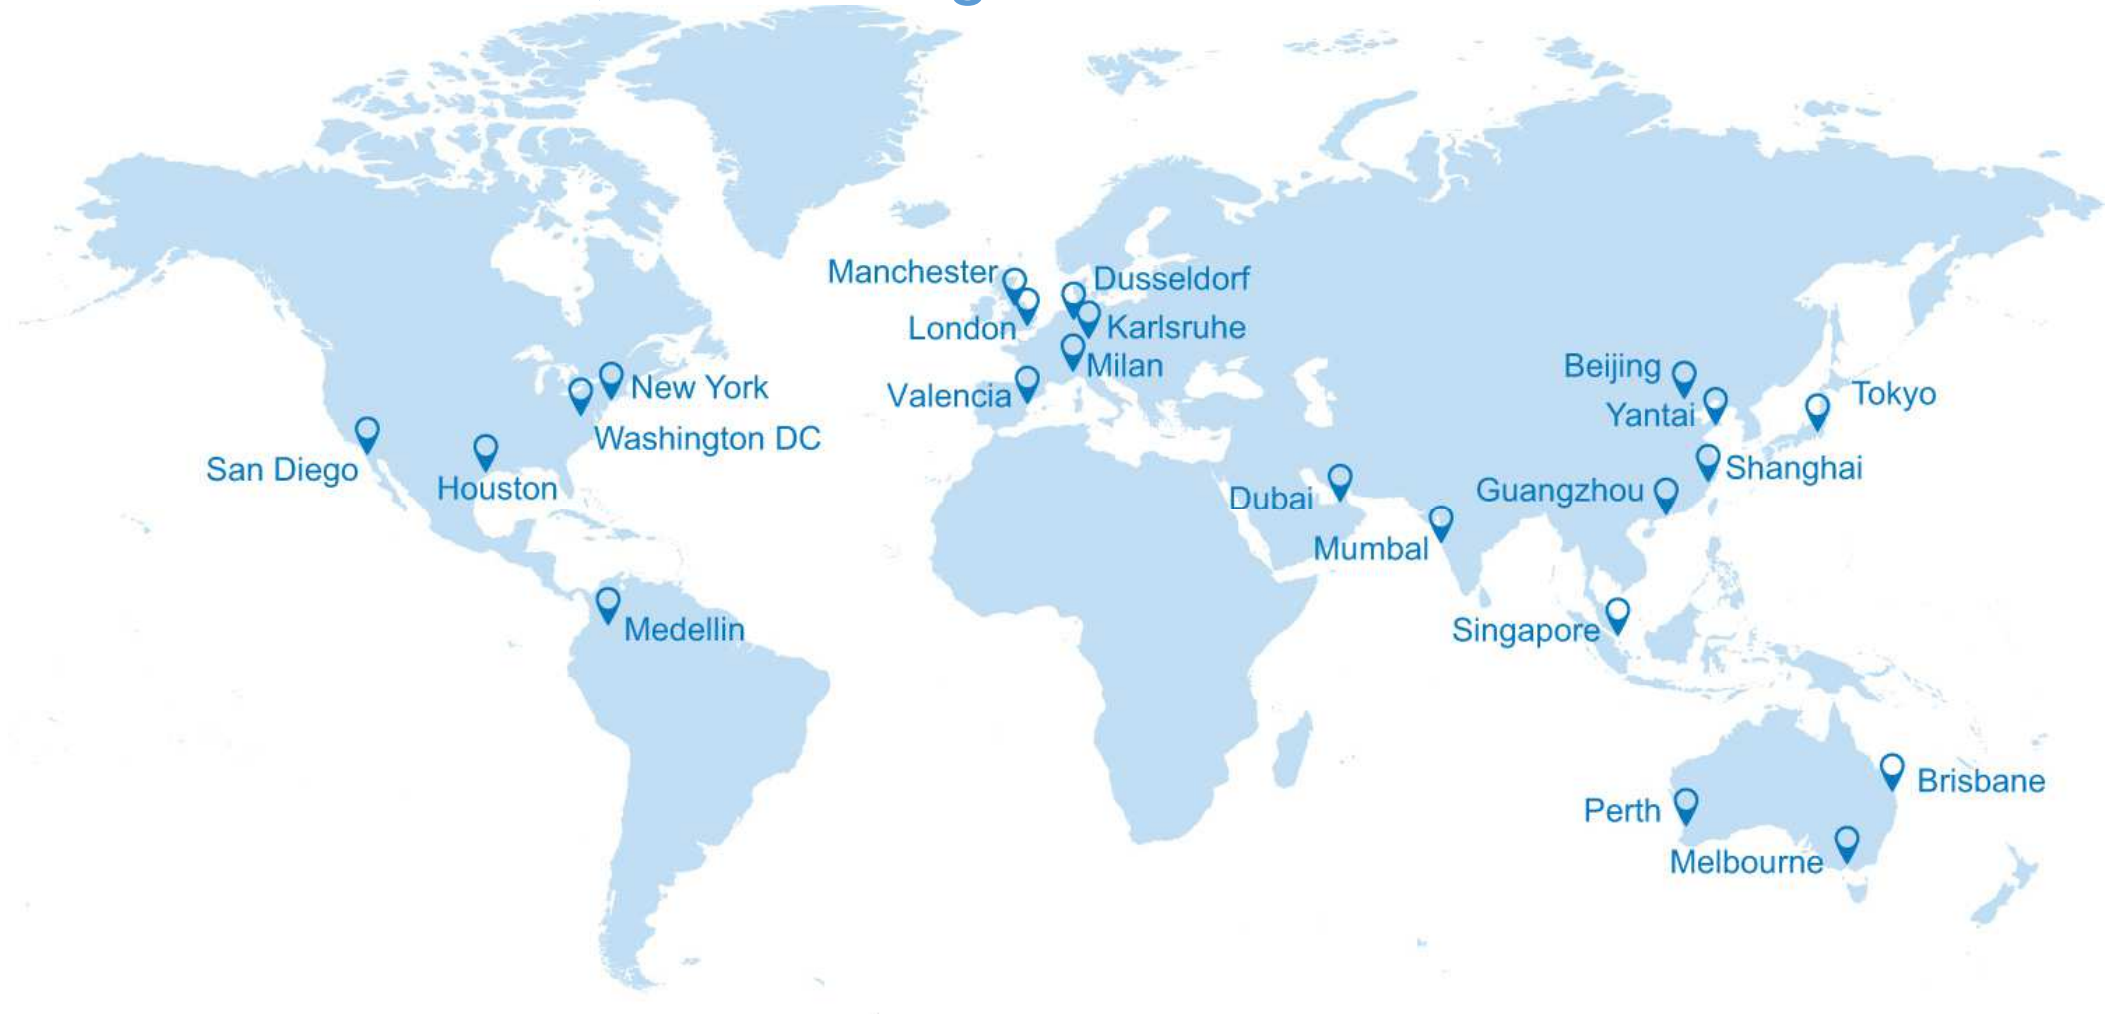 Manchester
Dusseldorf
London
Karlsruhe
Milan
Valencia
New York
Washington DC
San Diego
Houston
Medellin
Beijing
Tokyo
Yantai
Shanghai
Guangzhou
Dubai
Mumbal
Singapore
Brisbane
Perth
Melbourne